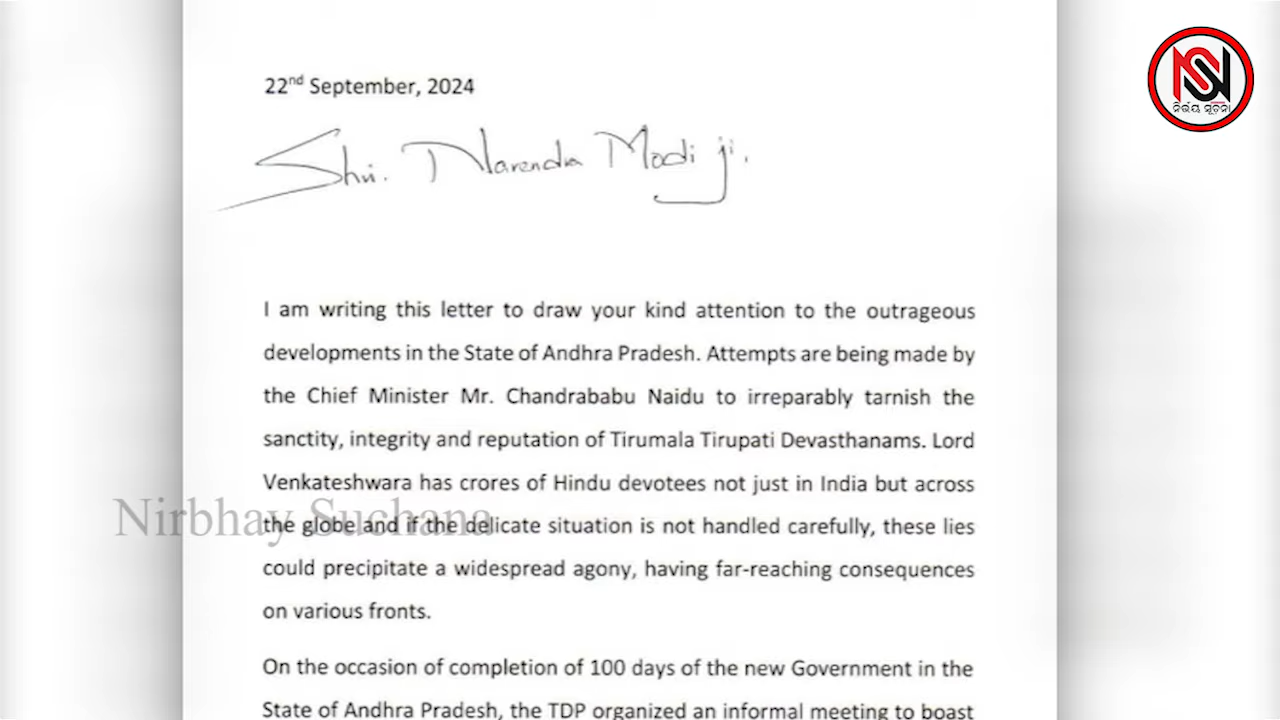 22nd September, 2024
Shri. Narendra Modi ji.
I am writing this letter to draw your kind attention to the outrageous
developments in the State of Andhra Pradesh. Attempts are being made by
the Chief Minister Mr. Chandrababu Naidu to irreparably tarnish the
sanctity, integrity and reputation of Tirumala Tirupati Devasthanams. Lord
Venkateshwara has crores of Hindu devotees not just in India but across
the globe and if the delicate situation is not handled carefully, these lies
could precipitate a widespread agony, having far-reaching consequences
on various fronts.
On the occasion of completion of 100 days of the new Government in the
State of Andhra Pradesh, the TDP organized an informal meeting to boast
Nirbhay Suchana
NS
ନିର୍ଭୟ ସୂଚନା